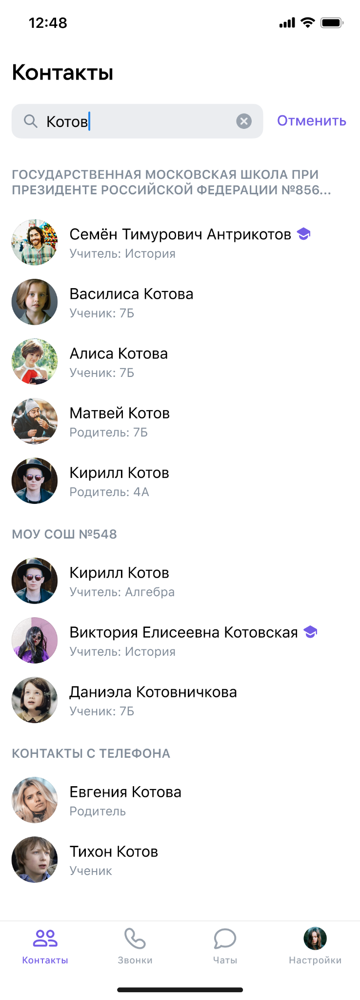 12:48
Контакты
Котов
Отменить
ГОСУДАРСТВЕННАЯ МОСКОВСКАЯ ШКОЛА ПРИ
ПРЕЗИДЕНТЕ РОССИЙСКОЙ ФЕДЕРАЦИИ №856...
Семён Тимурович Антрикотов
Учитель: История
Василиса Котова
Ученик: 7Б
Алиса Котова
Ученик: 7Б
Матвей Котов
Родитель: 7Б
Кирилл Котов
Родитель: 4А
МОУ СОШ №548
Кирилл Котов
Учитель: Алгебра
Виктория Елисеевна Котовская
Учитель: История
Даниэла Котовничкова
Ученик: 7Б
КОНТАКТЫ С ТЕЛЕФОНА
Евгения Котова
Родитель
Тихон Котов
Ученик
Контакты
Звонки
Чаты
Настройки